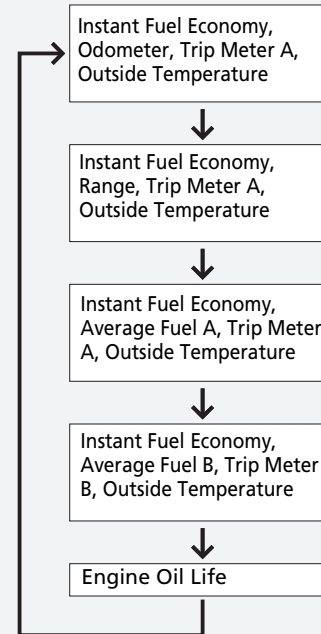 Instant Fuel Economy,
Odometer, Trip Meter A,
Outside Temperature
Instant Fuel Economy,
Range, Trip Meter A,
Outside Temperature
Instant Fuel Economy,
Average Fuel A, Trip Meter
A, Outside Temperature
Instant Fuel Economy,
Average Fuel B, Trip Meter
B, Outside Temperature
Engine Oil Life